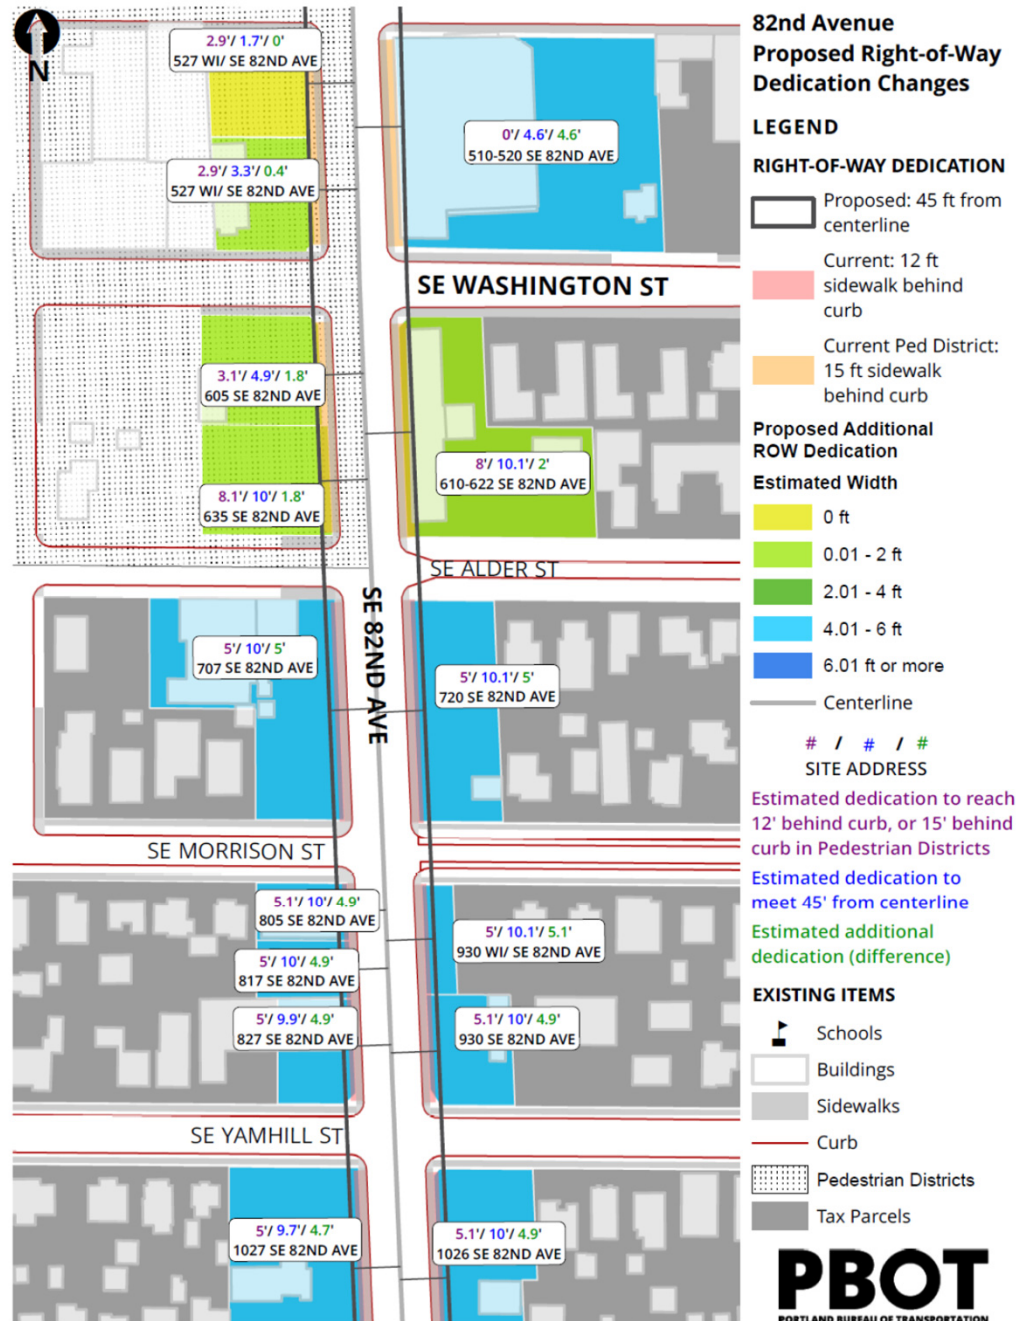 N
2.9'/ 1.7'/ 0'
527 WI/ SE 82ND AVE
2.9'/ 3.3'/ 0.4'
527 WI/ SE 82ND AVE
0'/ 4.6'/ 4.6'
510-520 SE 82ND AVE
SE WASHINGTON ST
3.1'/ 4.9'/ 1.8'
605 SE 82ND AVE
8'/ 10.1'/ 2'
610-622 SE 82ND AVE
8.1'/ 10'/ 1.8'
635 SE 82ND AVE
SE ALDER ST
SE 82ND AVE
5'/ 10'/ 5'
707 SE 82ND AVE
5'/ 10.1'/ 5'
720 SE 82ND AVE
SE MORRISON ST
5.1'/ 10'/ 4.9'
805 SE 82ND AVE
5'/ 10.1'/ 5.1'
930 WI/ SE 82ND AVE
5'/ 10'/ 4.9'
817 SE 82ND AVE
5'/ 9.9'/ 4.9'
827 SE 82ND AVE
5.1'/ 10'/ 4.9'
930 SE 82ND AVE
SE YAMHILL ST
5'/ 9.7'/ 4.7'
1027 SE 82ND AVE
5.1'/ 10'/ 4.9'
1026 SE 82ND AVE
82nd Avenue
Proposed Right-of-Way
Dedication Changes
LEGEND
RIGHT-OF-WAY DEDICATION
Proposed: 45 ft from
centerline
Current: 12 ft
sidewalk behind
curb
Current Ped District:
15 ft sidewalk
behind curb
Proposed Additional
ROW Dedication
Estimated Width
0 ft
0.01 - 2 ft
2.01 - 4 ft
4.01 - 6 ft
6.01 ft or more
Centerline
# / # / #
SITE ADDRESS
Estimated dedication to reach
12' behind curb, or 15' behind
curb in Pedestrian Districts
Estimated dedication to
meet 45' from centerline
Estimated additional
dedication (difference)
EXISTING ITEMS
Schools
Buildings
Sidewalks
Curb
Pedestrian Districts
Tax Parcels
PBOT
PORTLAND BUREAU OF TRANSPORTATION